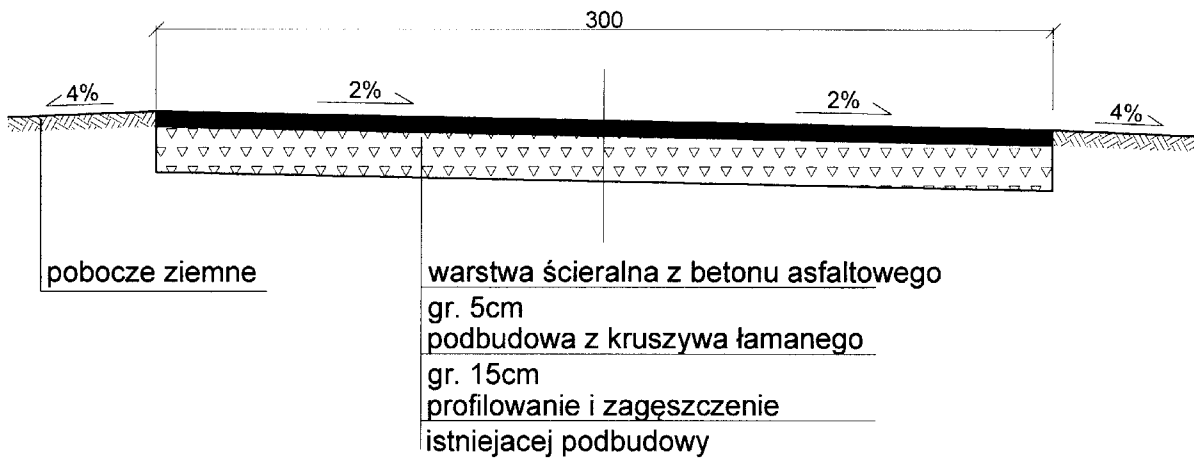 300
4%
2%
2%
4%
pobocze ziemne
warstwa ścieralna z betonu asfaltowego
gr. 5cm
podbudowa z kruszywa łamanego
gr. 15cm
profilowanie i zagęszczenie
istniejacej podbudowy